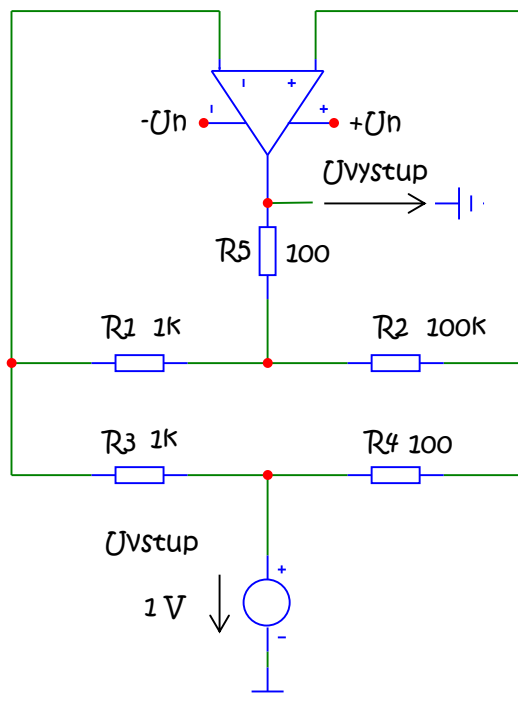 -Un
+Un
Uvystup
R5 100
R1 1k
R2 100k
R3 1k
R4 100
Uvstup
1 V